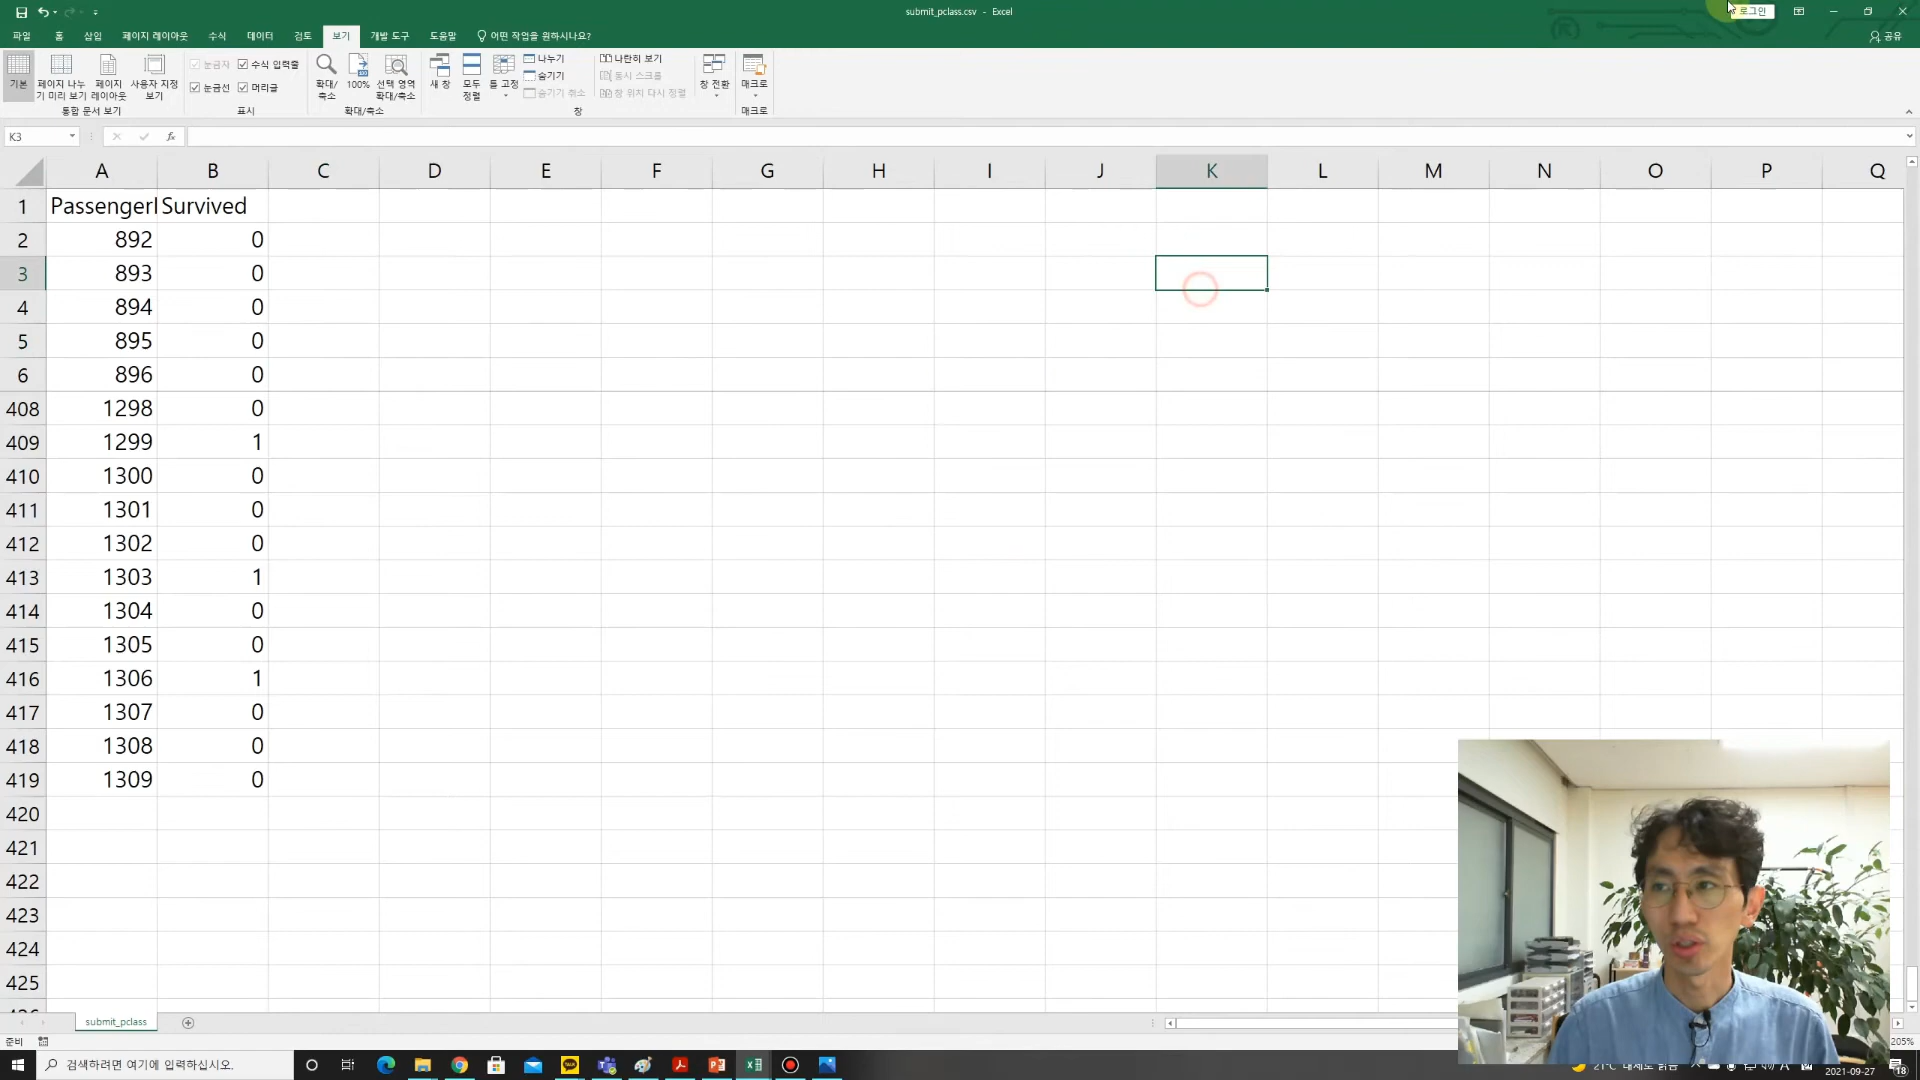 submit_pclass.csv - Excel
로그인
파일 홈 삽입 페이지 레이아웃 수식 데이터 검토 보기 개발 도구 도움말 어떤 작업을 원하시나요? 공유
기본
페이지 나누기 미리 보기
페이지 레이아웃
사용자 지정 보기
통합 문서 보기
눈금자
수식 입력줄
눈금선
머리글
표시
확대/축소
100%
선택 영역 확대/축소
확대/축소
새 창
모두 정렬
틀 고정
나누기
숨기기
숨기기 취소
나란히 보기
동시 스크롤
창 위치 다시 정렬
창 전환
창
매크로
매크로
K3
fx
A B C D E F G H I J K L M N O P Q
1 PassengerI Survived
2 892 0
3 893 0
4 894 0
5 895 0
6 896 0
408 1298 0
409 1299 1
410 1300 0
411 1301 0
412 1302 0
413 1303 1
414 1304 0
415 1305 0
416 1306 1
417 1307 0
418 1308 0
419 1309 0
420
421
422
423
424
425
submit_pclass
준비
205%
검색하려면 여기에 입력하십시오.
21°C 대체로 맑음
2021-09-27
18